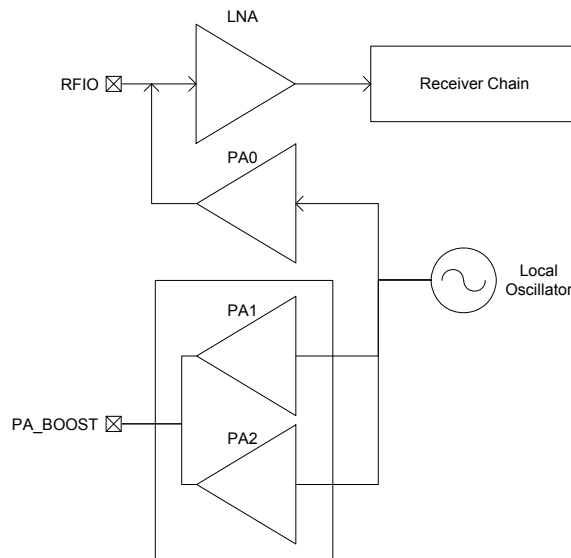 LNA
RFIO
Receiver Chain
PA0
Local
Oscillator
PA1
PA_BOOST
PA2